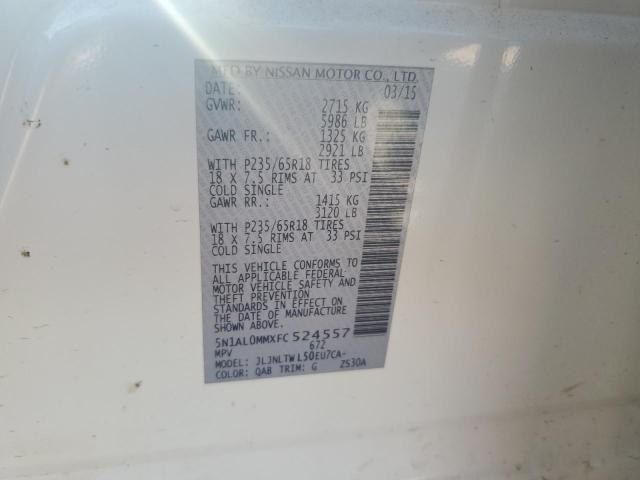 MFD BY NISSAN MOTOR CO., LTD.
DATE: 03/15
GVWR: 2715 KG
5986 LB
GAWR FR.: 1325 KG
2921 LB
WITH P235/65R18 TIRES
18 X 7.5 RIMS AT 33 PSI
COLD SINGLE
GAWR RR.: 1415 KG
3120 LB
WITH P235/65R18 TIRES
18 X 7.5 RIMS AT 33 PSI
COLD SINGLE
THIS VEHICLE CONFORMS TO
ALL APPLICABLE FEDERAL
MOTOR VEHICLE SAFETY AND
THEFT PREVENTION
STANDARDS IN EFFECT ON
THE DATE OF MANUFACTURE
SHOWN ABOVE.
5N1AL0MMXFC 524557
MPV 672
MODEL: JLJNLTWL50EU7CA-
COLOR: QAB TRIM: G ZS30A